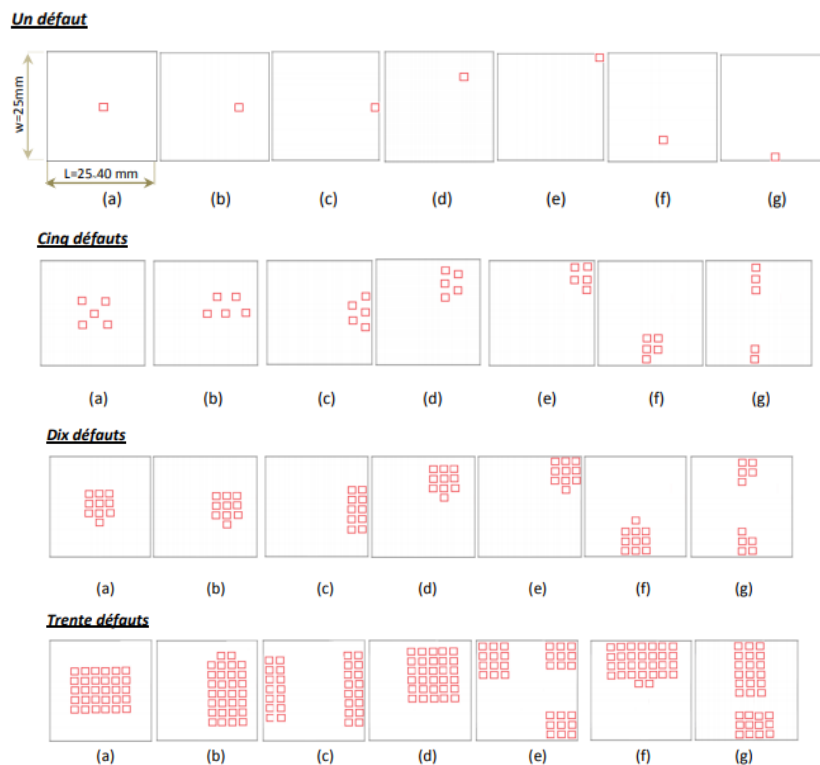 Un défaut
w=25mm
L=25.40 mm
(a) (b) (c) (d) (e) (f) (g)
Cinq défauts
(a) (b) (c) (d) (e) (f) (g)
Dix défauts
(a) (b) (c) (d) (e) (f) (g)
Trente défauts
(a) (b) (c) (d) (e) (f) (g)